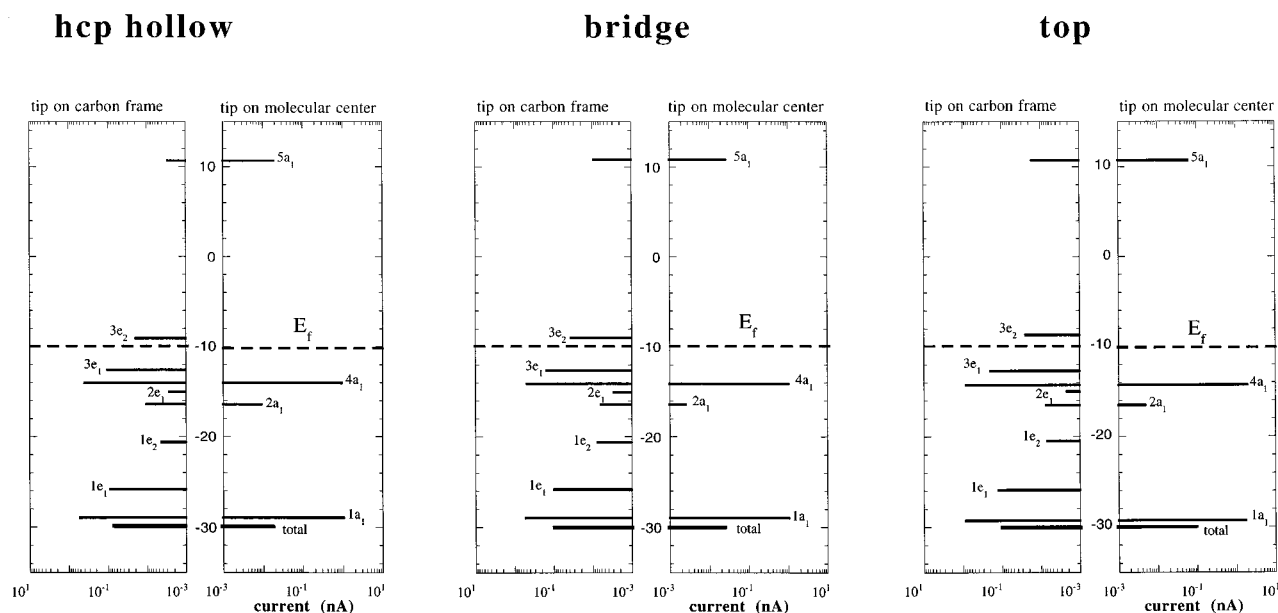 hcp hollow
bridge
top
tip on carbon frame
tip on molecular center
tip on carbon frame
tip on molecular center
tip on carbon frame
tip on molecular center
10
5a1
10
5a1
10
5a1
0
0
0
3e2
Ef
3e2
Ef
3e2
Ef
-10
-10
-10
3e1
3e1
3e1
4a1
4a1
4a1
2e1
2e1
2e1
2a1
2a1
2a1
1e2
-20
1e2
-20
1e2
-20
1e1
1e1
1e1
1a1
1a1
1a1
-30
total
-30
total
-30
total
10^1 10^-1 10^-3 10^-3 10^-1 10^1
10^1 10^-1 10^-3 10^-3 10^-1 10^1
10^1 10^-1 10^-3 10^-3 10^-1 10^1
current (nA)
current (nA)
current (nA)